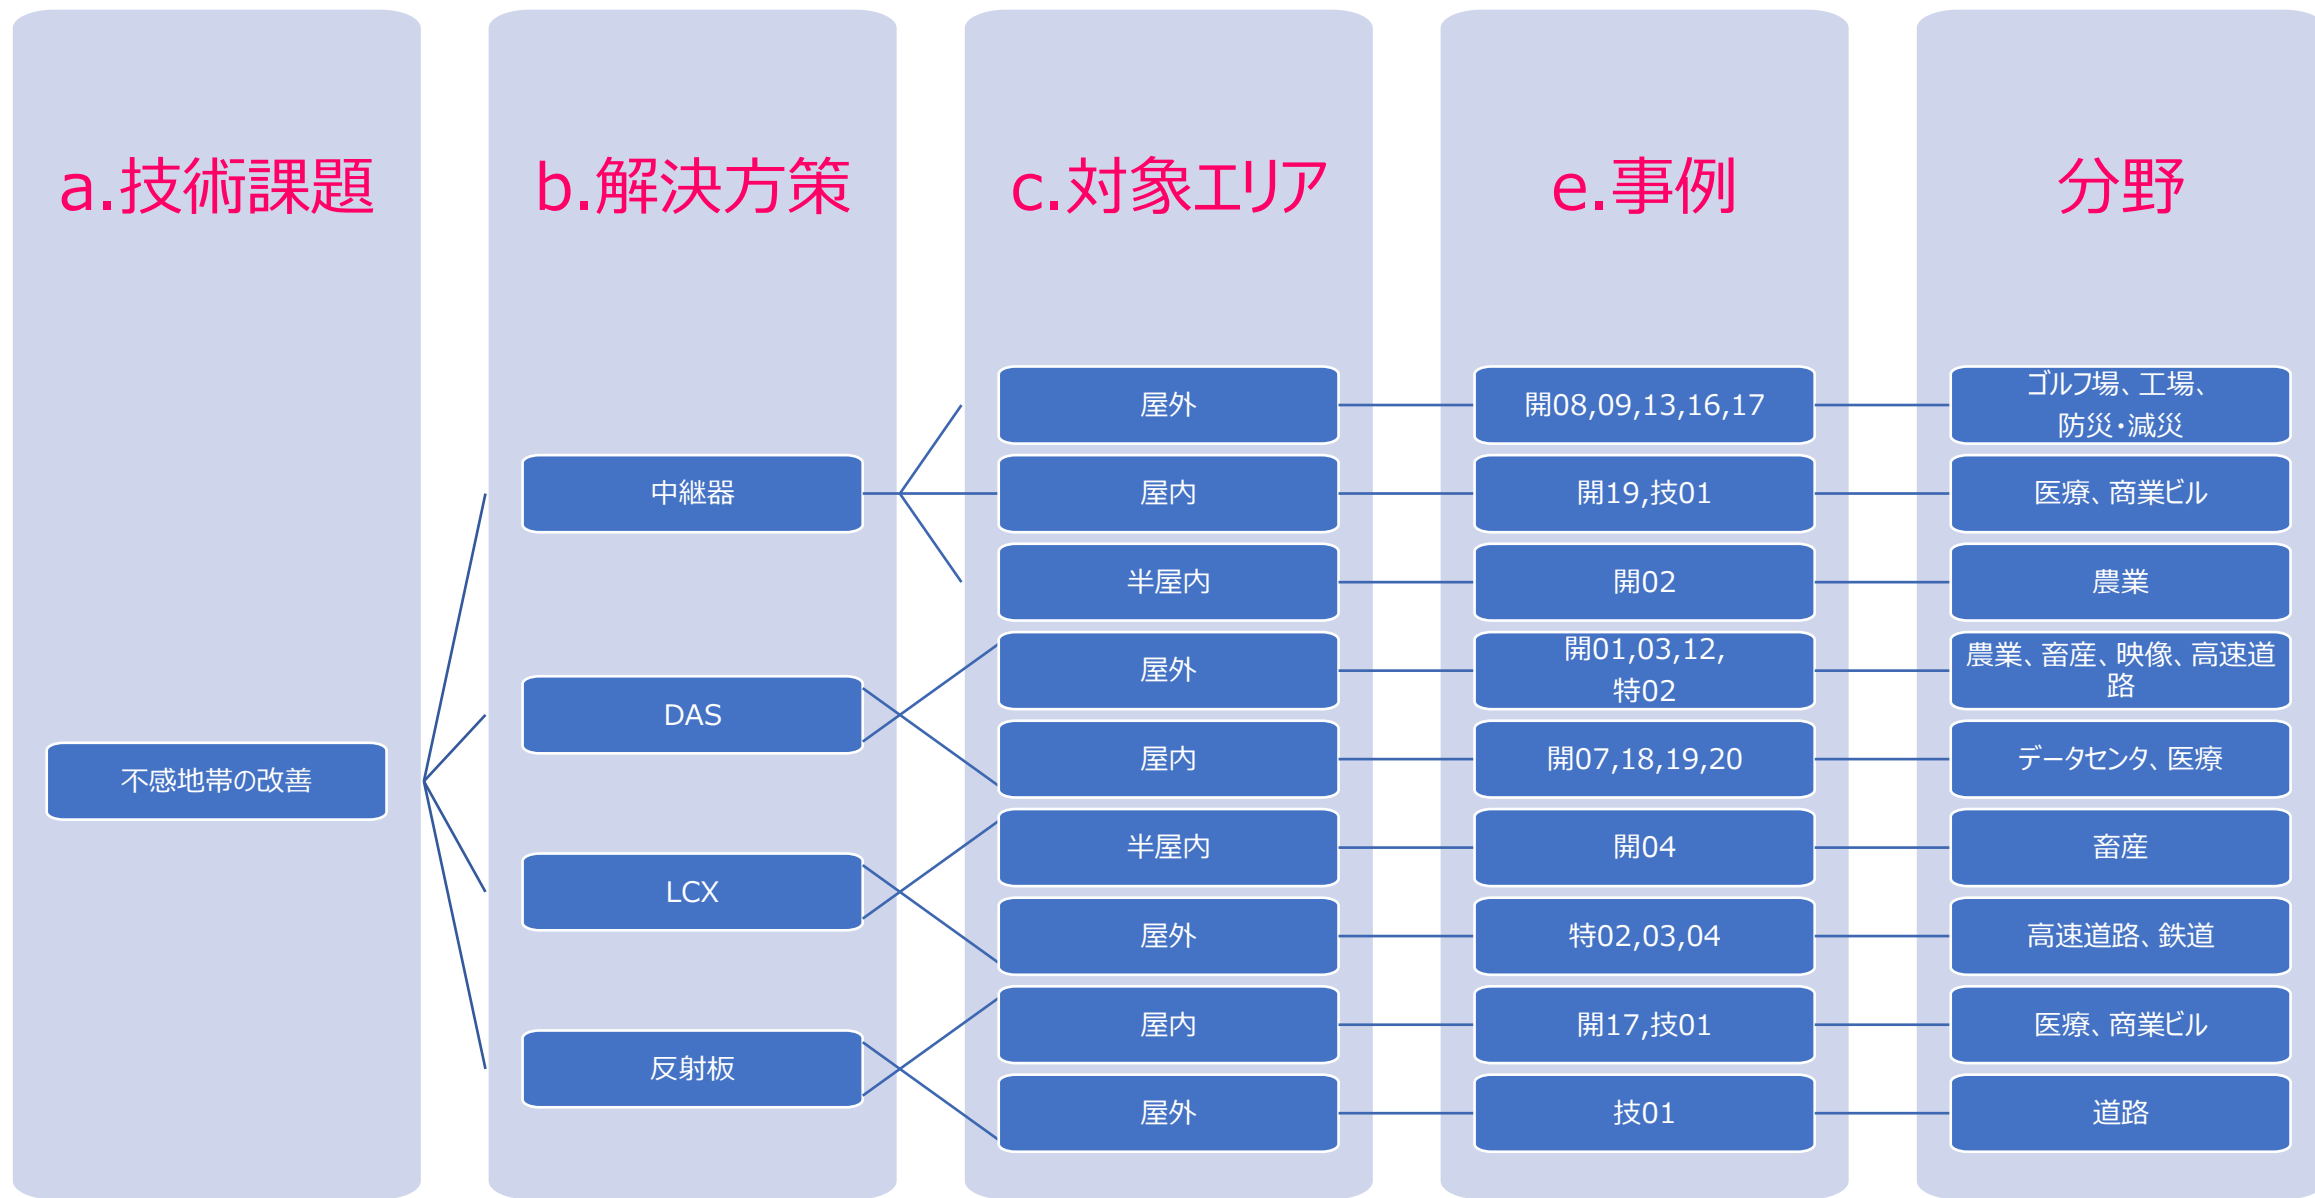 a.技術課題
b.解決方策
c.対象エリア
e.事例
分野
不感地帯の改善
中継器
屋外
開08,09,13,16,17
ゴルフ場、工場、
防災・減災
屋内
開19,技01
医療、商業ビル
半屋内
開02
農業
DAS
屋外
開01,03,12,
特02
農業、畜産、映像、高速道
路
屋内
開07,18,19,20
データセンタ、医療
LCX
半屋内
開04
畜産
屋外
特02,03,04
高速道路、鉄道
反射板
屋内
開17,技01
医療、商業ビル
屋外
技01
道路